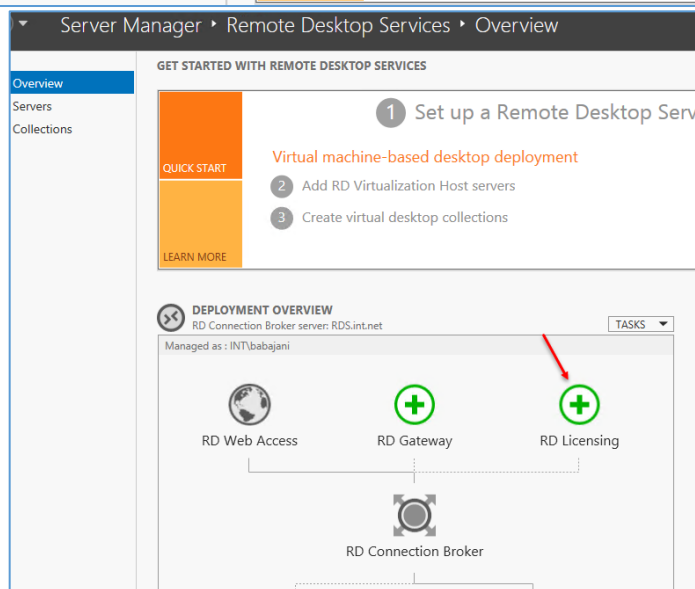 Server Manager ‣ Remote Desktop Services ‣ Overview
Overview
Servers
Collections
GET STARTED WITH REMOTE DESKTOP SERVICES
1 Set up a Remote Desktop Serv
QUICK START
Virtual machine-based desktop deployment
2 Add RD Virtualization Host servers
3 Create virtual desktop collections
LEARN MORE
DEPLOYMENT OVERVIEW
RD Connection Broker server: RDS.int.net
TASKS
Managed as : INT\babajani
RD Web Access
RD Gateway
RD Licensing
RD Connection Broker